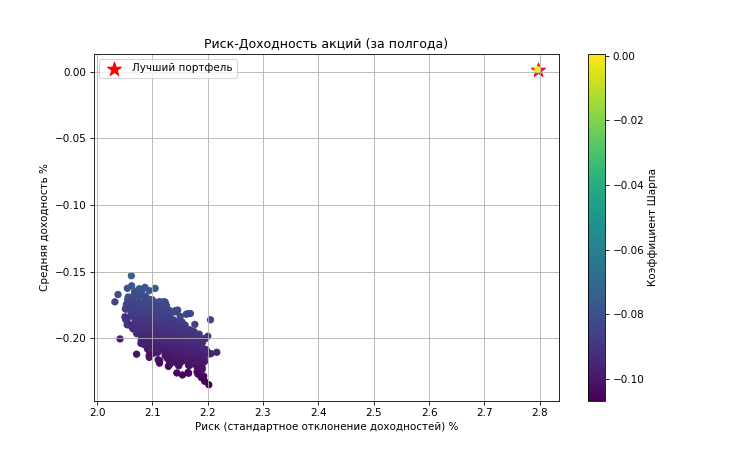 Риск-Доходность акций (за полгода)
Лучший портфель
0.00
−0.05
−0.10
−0.15
−0.20
Средняя доходность %
2.0 2.1 2.2 2.3 2.4 2.5 2.6 2.7 2.8
Риск (стандартное отклонение доходностей) %
0.00
−0.02
−0.04
−0.06
−0.08
−0.10
Коэффициент Шарпа